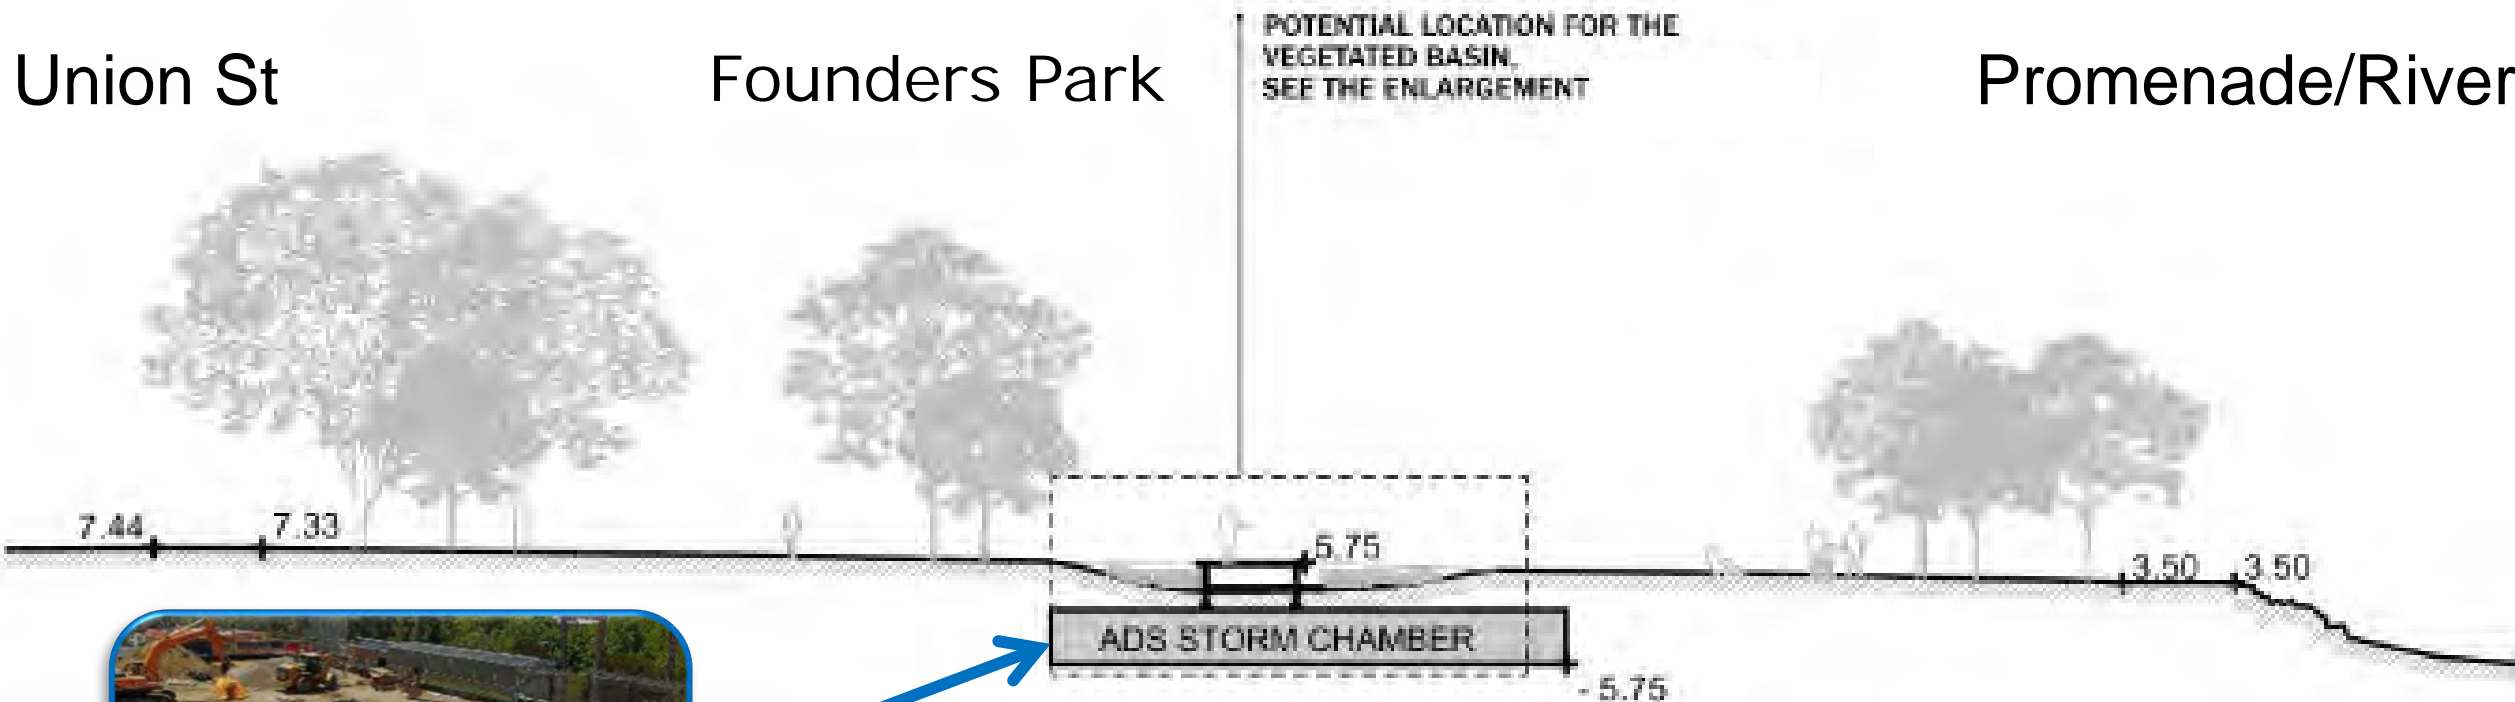 Union St
Founders Park
POTENTIAL LOCATION FOR THE
VEGETATED BASIN.
SEE THE ENLARGEMENT
Promenade/River
7.44
7.33
5.75
3.50
3.50
ADS STORM CHAMBER
- 5.75